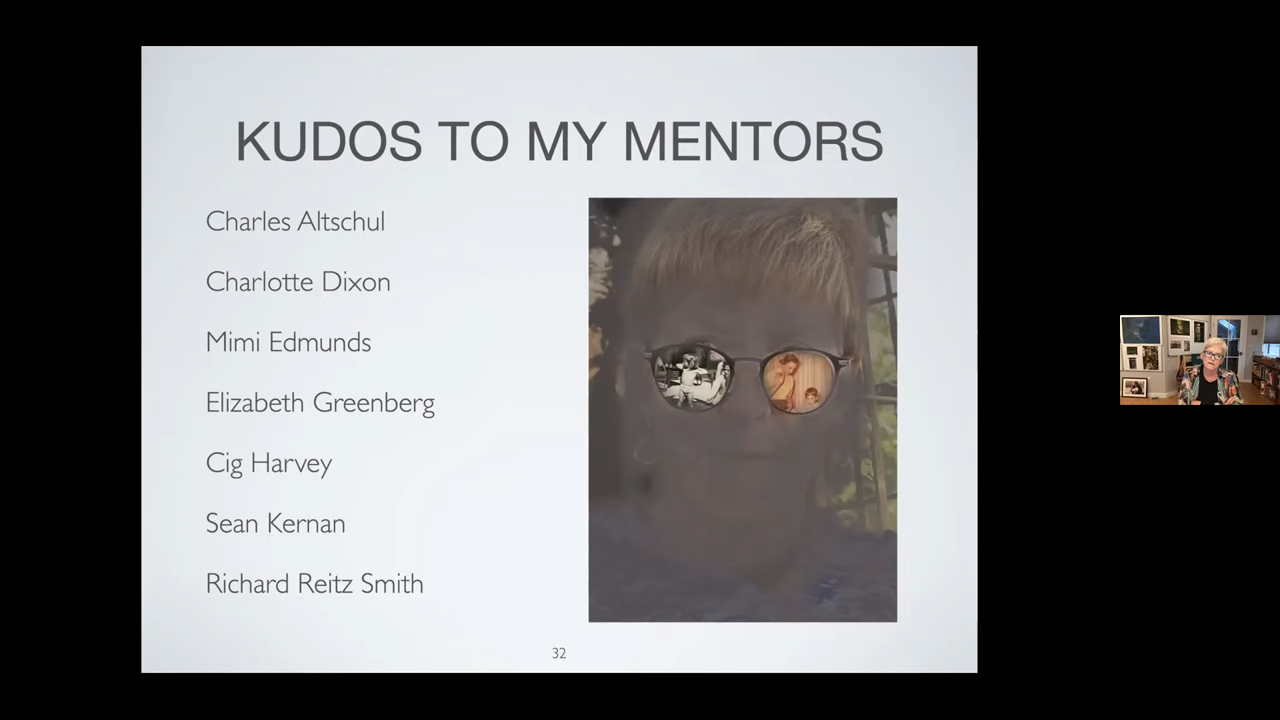 KUDOS TO MY MENTORS
Charles Altschul
Charlotte Dixon
Mimi Edmunds
Elizabeth Greenberg
Cig Harvey
Sean Kernan
Richard Reitz Smith
32